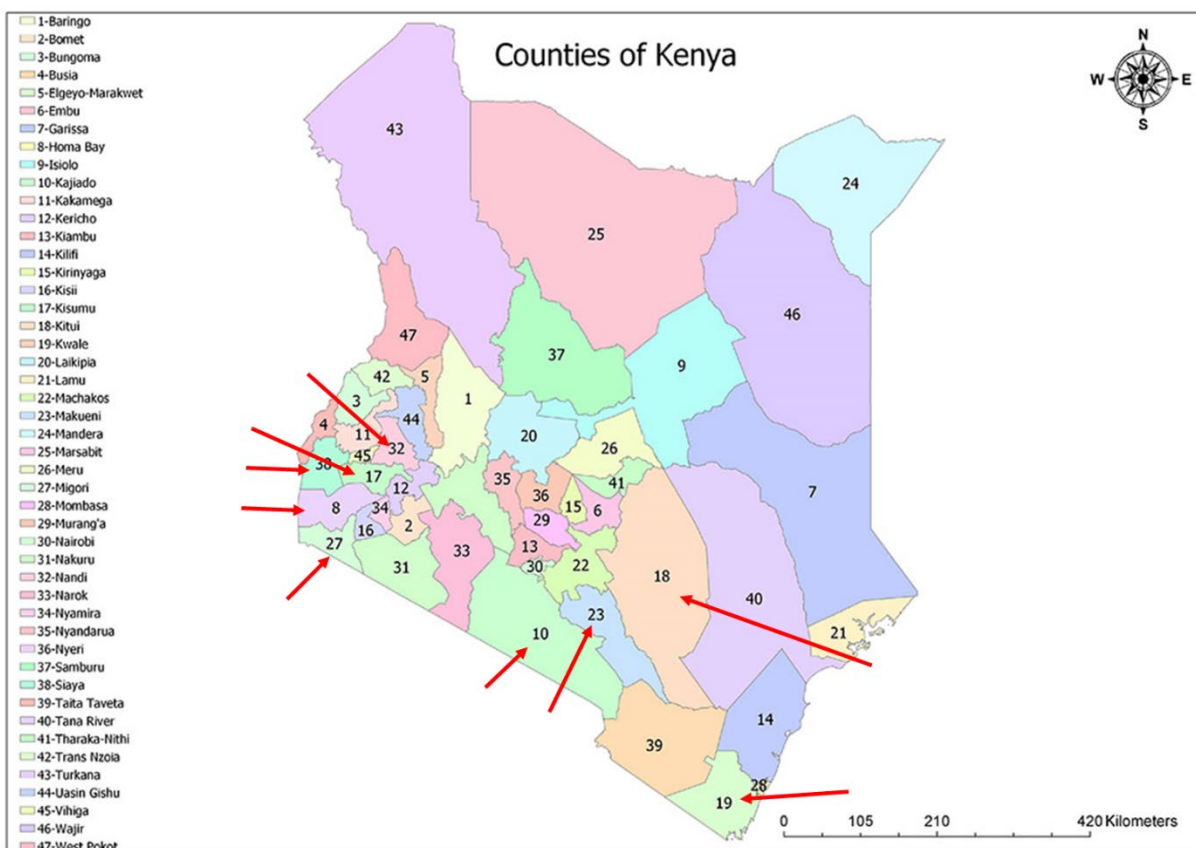 Counties of Kenya
1-Baringo
2-Bomet
3-Bungoma
4-Busia
5-Elgeyo-Marakwet
6-Embu
7-Garissa
8-Homa Bay
9-Isiolo
10-Kajiado
11-Kakamega
12-Kericho
13-Kiambu
14-Kilifi
15-Kirinyaga
16-Kisii
17-Kisumu
18-Kitui
19-Kwale
20-Laikipia
21-Lamu
22-Machakos
23-Makueni
24-Mandera
25-Marsabit
26-Meru
27-Migori
28-Mombasa
29-Murang'a
30-Nairobi
31-Nakuru
32-Nandi
33-Narok
34-Nyamira
35-Nyandarua
36-Nyeri
37-Samburu
38-Siaya
39-Taita Taveta
40-Tana River
41-Tharaka-Nithi
42-Trans Nzoia
43-Turkana
44-Uasin Gishu
45-Vihiga
46-Wajir
47-West Pokot
N
W E
S
43
24
25
46
47
37
9
42 5
3 1
4 44
11 32
20
45
26
38 17
35
41
7
12
36
15 6
8 34
29
16 2
27
33
13
31
30 22
18
40
23
10
21
14
39
28
19
0 105 210 420 Kilometers